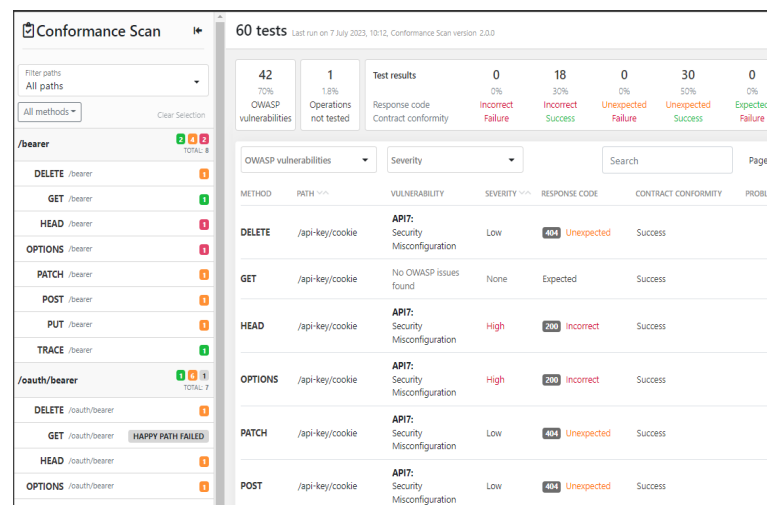 Conformance Scan
Filter paths
All paths
All methods
Clear Selection
/bearer
2 4 2
TOTAL: 8
DELETE /bearer 1
GET /bearer 1
HEAD /bearer 1
OPTIONS /bearer 1
PATCH /bearer 1
POST /bearer 1
PUT /bearer 1
TRACE /bearer 1
/oauth/bearer
1 6 1
TOTAL: 7
DELETE /oauth/bearer 1
GET /oauth/bearer HAPPY PATH FAILED
HEAD /oauth/bearer 1
OPTIONS /oauth/bearer 1
60 tests Last run on 7 July 2023, 10:12, Conformance Scan version 2.0.0
42
70%
OWASP
vulnerabilities
1
1.8%
Operations
not tested
Test results
Response code
Contract conformity
0
0%
Incorrect
Failure
18
30%
Incorrect
Success
0
0%
Unexpected
Failure
30
50%
Unexpected
Success
0
0%
Expected
Failure
OWASP vulnerabilities
Severity
Search
Page
METHOD PATH VULNERABILITY SEVERITY RESPONSE CODE CONTRACT CONFORMITY PROBL
DELETE /api-key/cookie API7: Security Misconfiguration Low 404 Unexpected Success
GET /api-key/cookie No OWASP issues found None Expected Success
HEAD /api-key/cookie API7: Security Misconfiguration High 200 Incorrect Success
OPTIONS /api-key/cookie API7: Security Misconfiguration High 200 Incorrect Success
PATCH /api-key/cookie API7: Security Misconfiguration Low 404 Unexpected Success
POST /api-key/cookie API7: Security Misconfiguration Low 404 Unexpected Success